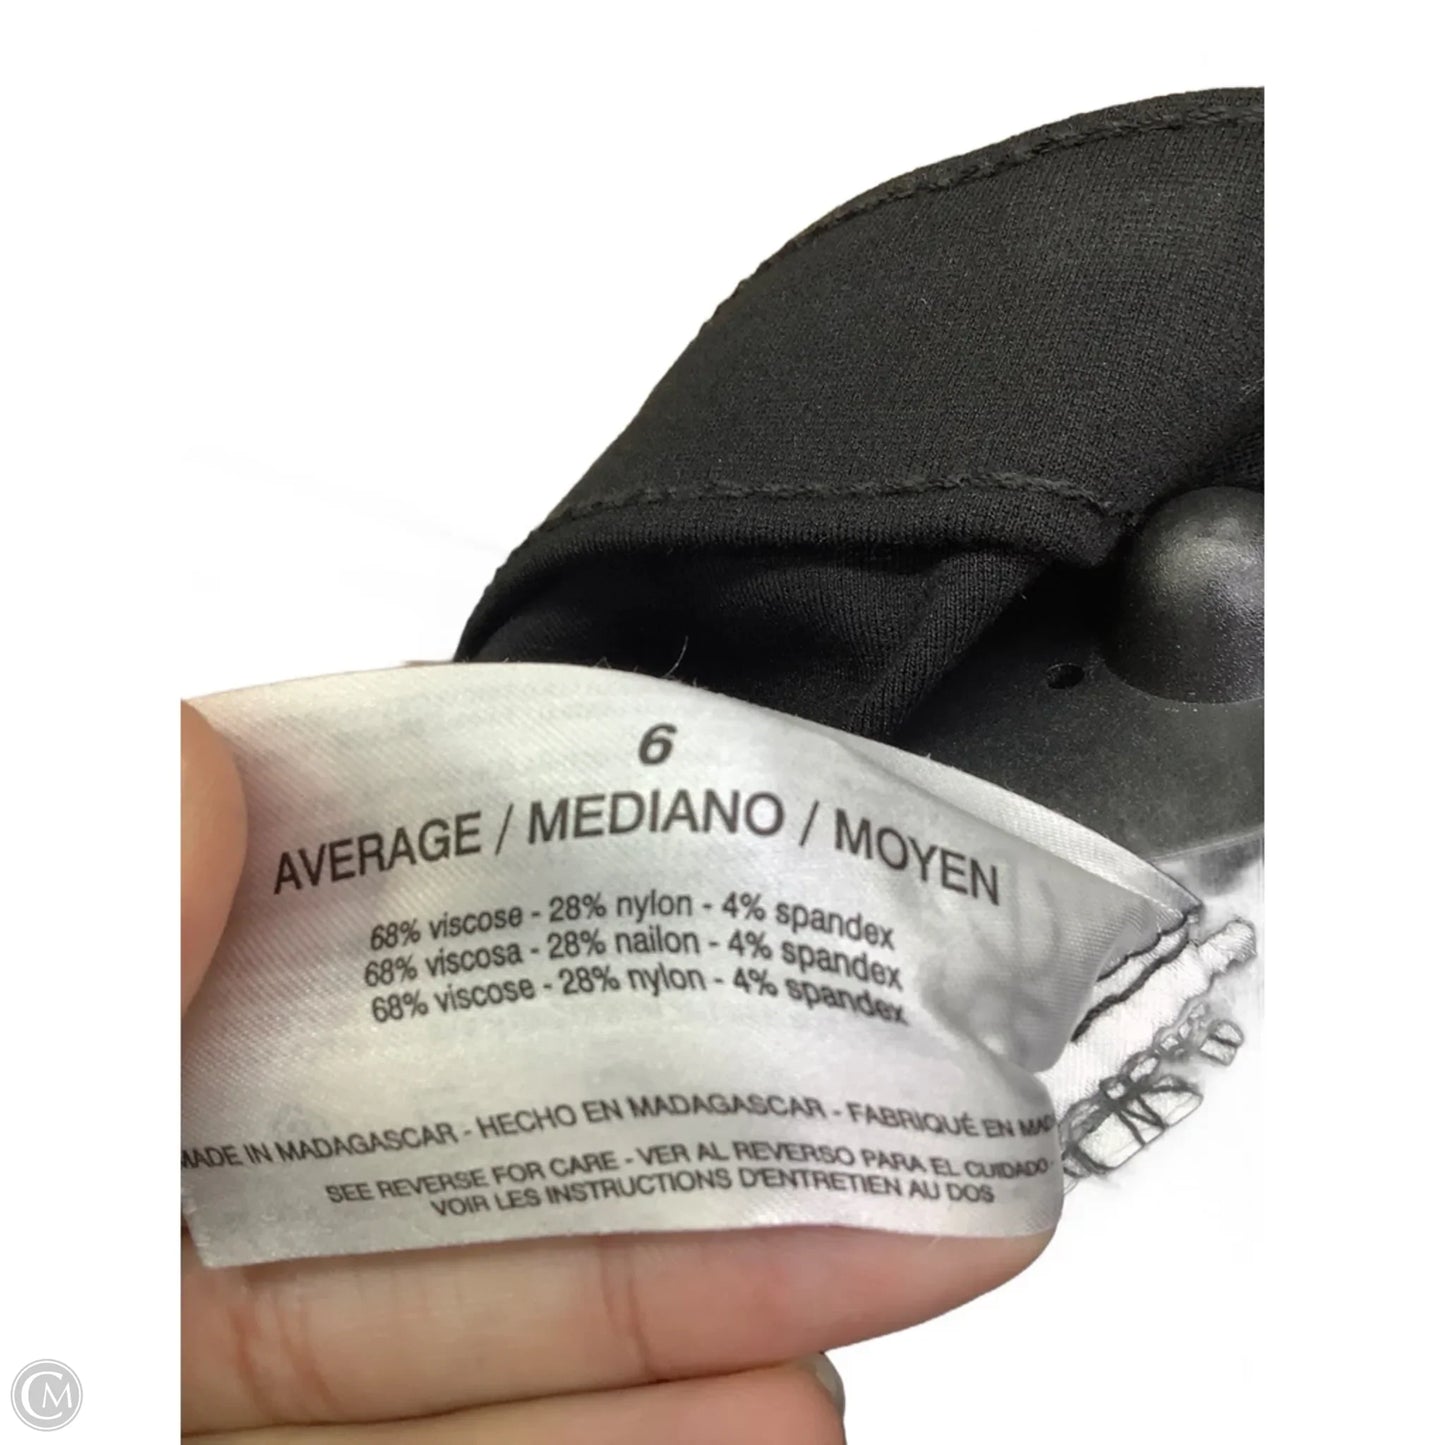 6
AVERAGE / MEDIANO / MOYEN
68% viscose - 28% nylon - 4% spandex
68% viscosa - 28% nailon - 4% spandex
68% viscose - 28% nylon - 4% spandex
MADE IN MADAGASCAR - HECHO EN MADAGASCAR - FABRIQUÉ EN
SEE REVERSE FOR CARE - VER AL REVERSO PARA EL CUIDADO -
VOIR LES INSTRUCTIONS D'ENTRETIEN AU DOS
CM